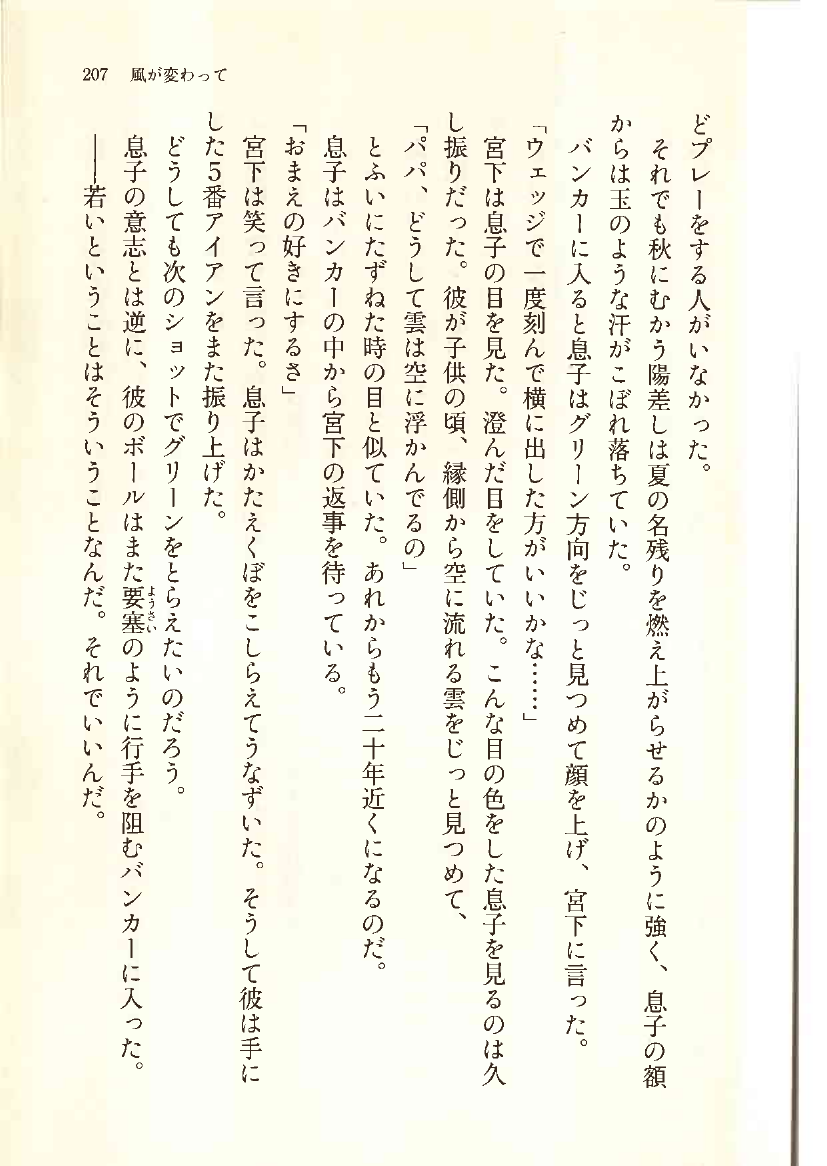 207 風が変わって
どプレーをする人がいなかった。
それでも秋にむかう陽差しは夏の名残りを燃え上がらせるかのように強く、息子の額
からは玉のような汗がこぼれ落ちていた。
バンカーに入ると息子はグリーン方向をじっと見つめて顔を上げ、宮下に言った。
「ウェッジで一度刻んで横に出した方がいいかな……」
宮下は息子の目を見た。澄んだ目をしていた。こんな目の色をした息子を見るのは久
し振りだった。彼が子供の頃、縁側から空に流れる雲をじっと見つめて、
「パパ、どうして雲は空に浮かんでるの」
とふいにたずねた時の目と似ていた。あれからもう二十年近くになるのだ。
息子はバンカーの中から宮下の返事を待っている。
「おまえの好きにするさ」
宮下は笑って言った。息子はかたえくぼをこしらえてうなずいた。そうして彼は手に
した5番アイアンをまた振り上げた。
どうしても次のショットでグリーンをとらえたいのだろう。
息子の意志とは逆に、彼のボールはまた要塞ようさいのように行手を阻むバンカーに入った。
――若いということはそういうことなんだ。それでいいんだ。